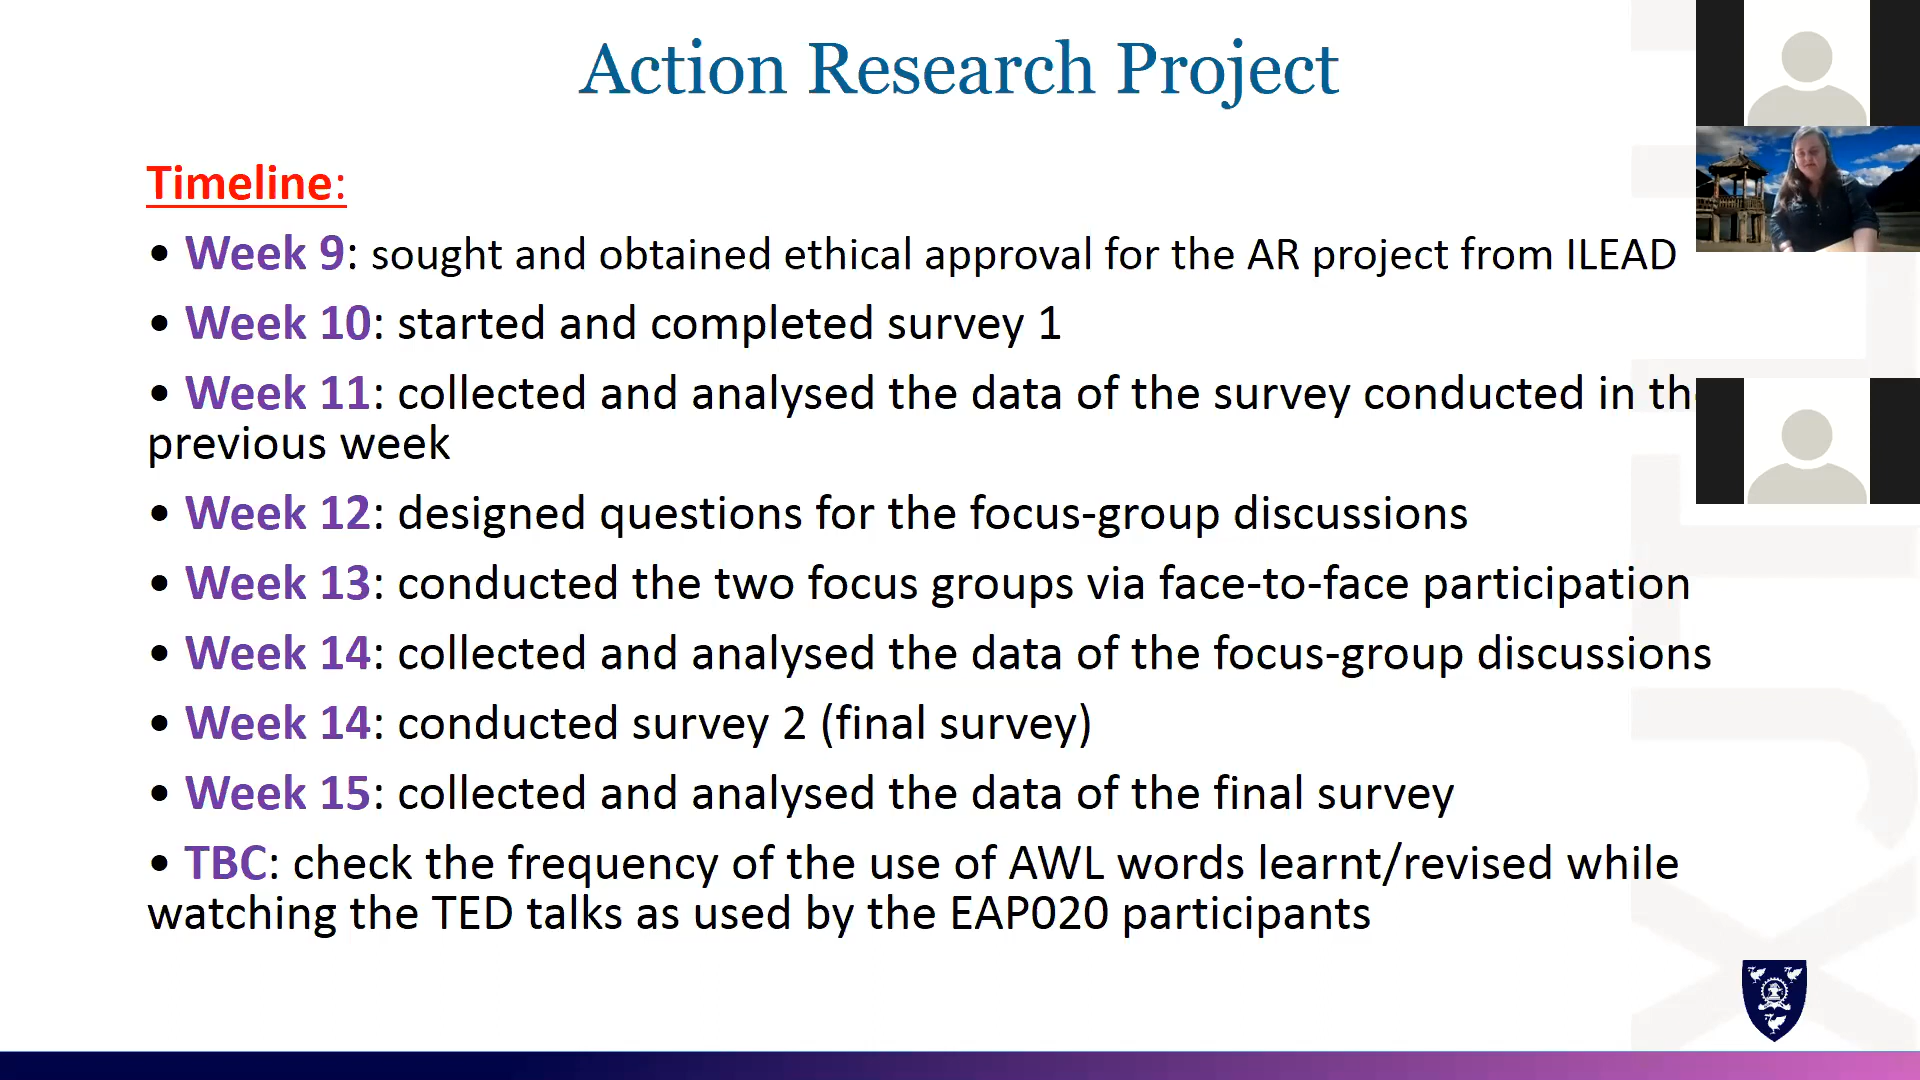 Action Research Project
Timeline:
• Week 9: sought and obtained ethical approval for the AR project from ILEAD
• Week 10: started and completed survey 1
• Week 11: collected and analysed the data of the survey conducted in th
previous week
• Week 12: designed questions for the focus-group discussions
• Week 13: conducted the two focus groups via face-to-face participation
• Week 14: collected and analysed the data of the focus-group discussions
• Week 14: conducted survey 2 (final survey)
• Week 15: collected and analysed the data of the final survey
• TBC: check the frequency of the use of AWL words learnt/revised while
watching the TED talks as used by the EAP020 participants